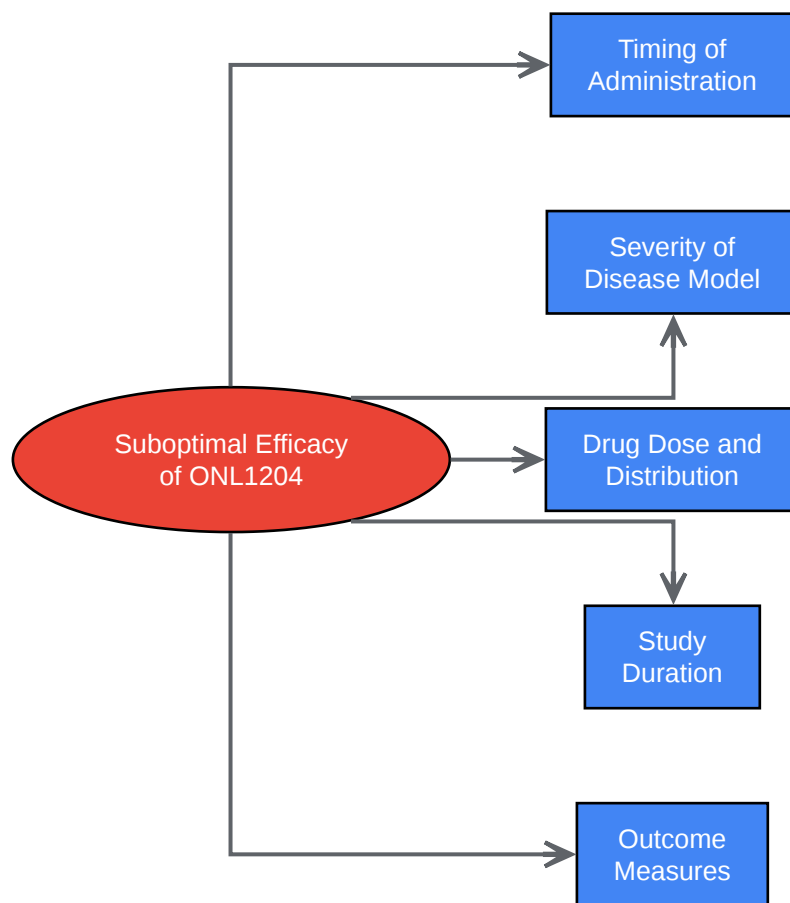 Timing of
Administration
Severity of
Disease Model
Suboptimal Efficacy
of ONL1204
Drug Dose and
Distribution
Study
Duration
Outcome
Measures